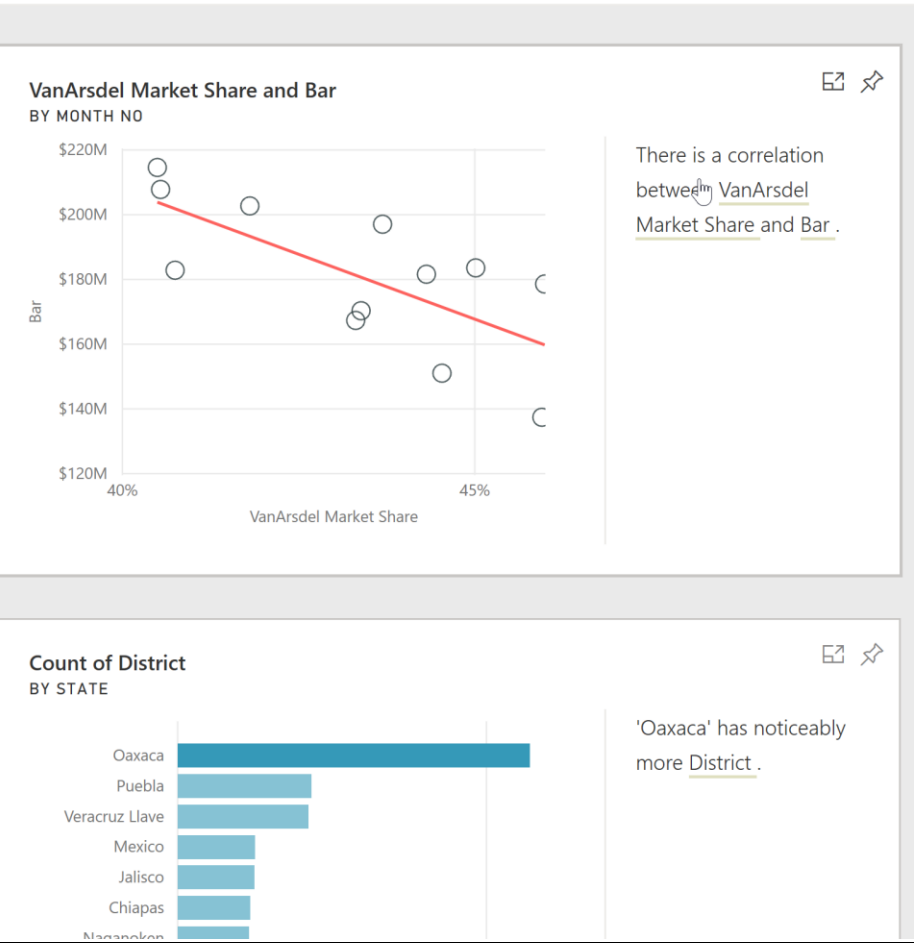 VanArsdel Market Share and Bar
BY MONTH NO
$220M
$200M
$180M
$160M
$140M
$120M
Bar
40%
45%
VanArsdel Market Share
There is a correlation
VanArsdel
Market Share and Bar .
Count of District
BY STATE
Oaxaca
Puebla
Veracruz Llave
Mexico
Jalisco
Chiapas
'Oaxaca' has noticeably
more District .